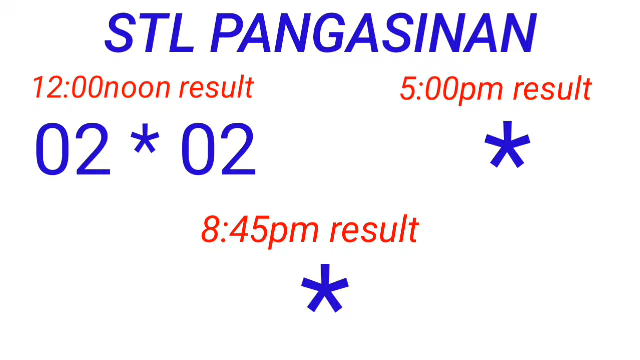 STL PANGASINAN
12:00noon result
02 * 02
5:00pm result
*
8:45pm result
*